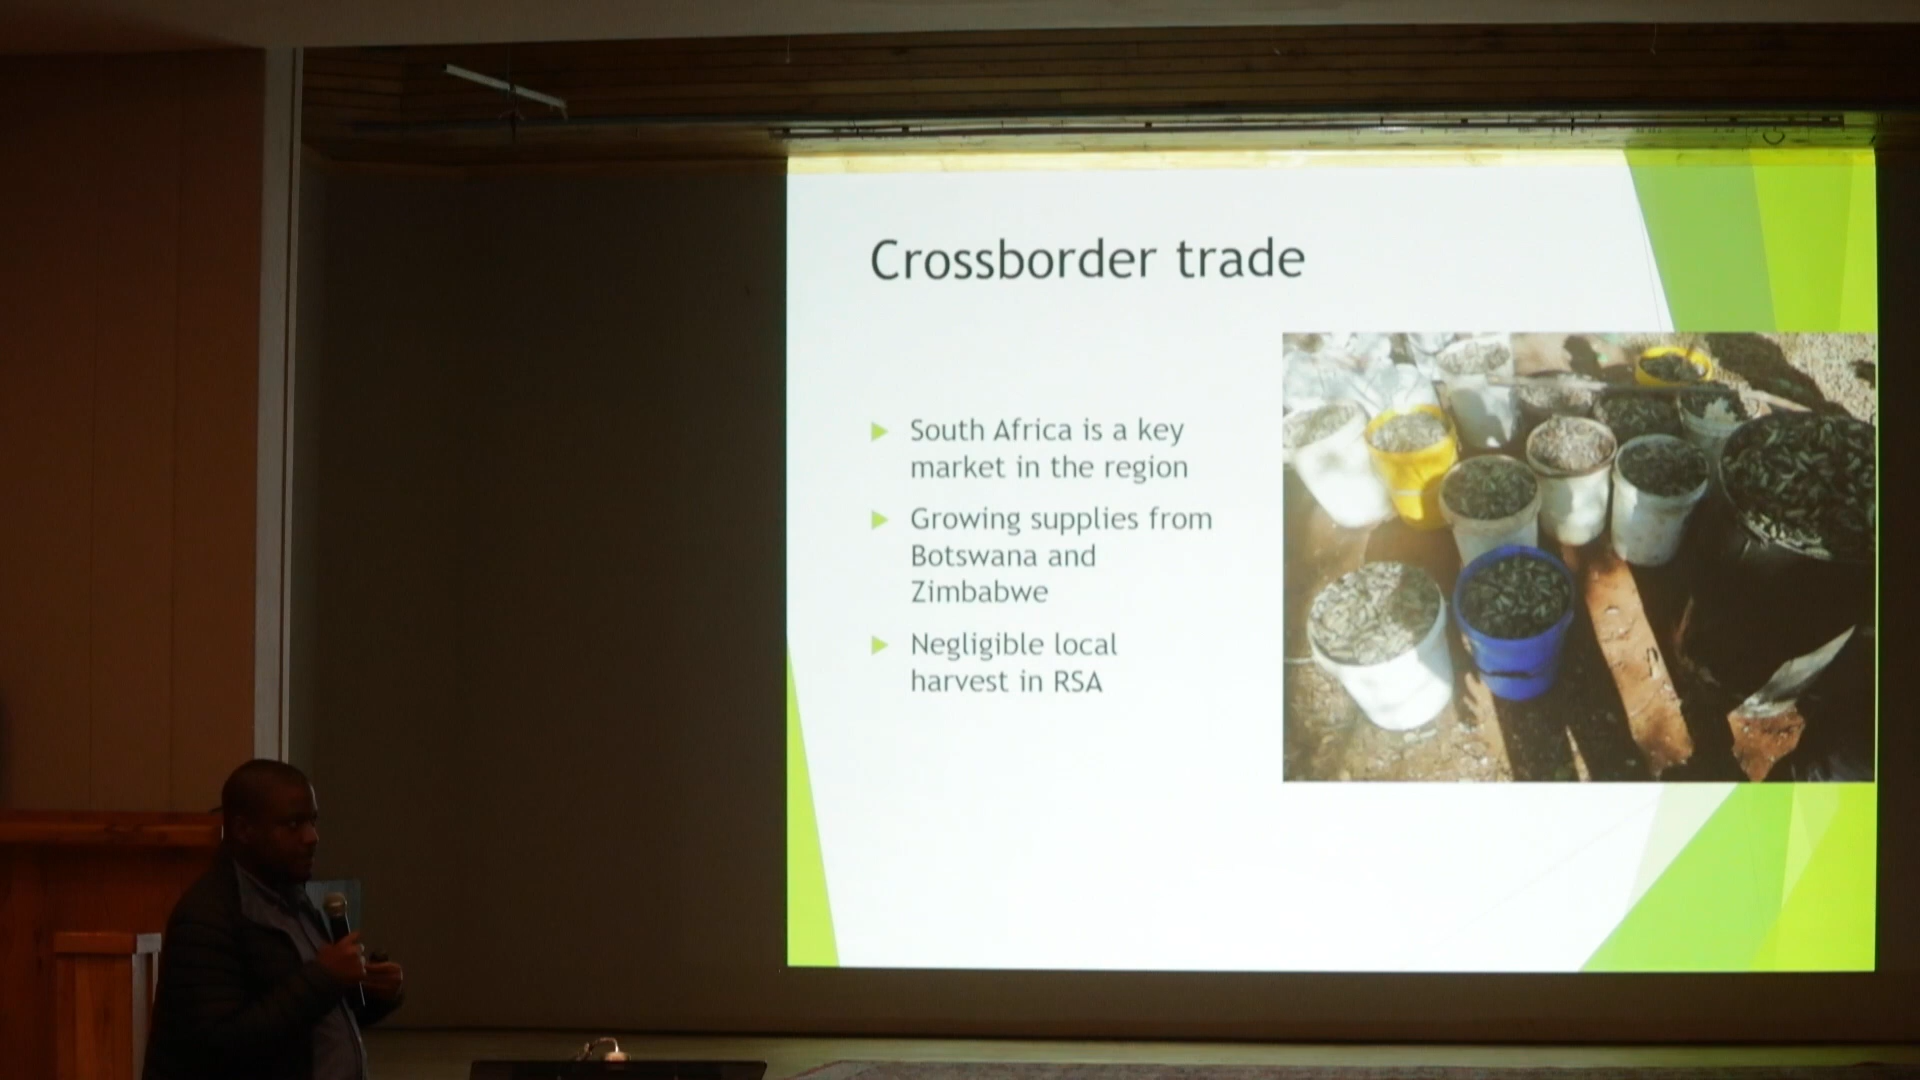 Crossborder trade
South Africa is a key
market in the region
Growing supplies from
Botswana and
Zimbabwe
Negligible local
harvest in RSA